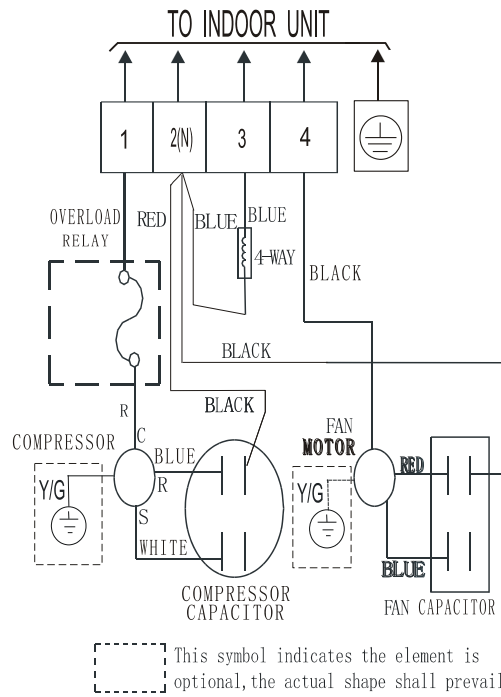 TO INDOOR UNIT
1 2(N) 3 4
OVERLOAD
RELAY
RED
BLUE
BLUE
4-WAY
BLACK
BLACK
R
BLACK
COMPRESSOR
C
FAN
MOTOR
BLUE
RED
Y/G
R
Y/G
S
WHITE
BLUE
COMPRESSOR
CAPACITOR
FAN CAPACITOR
This symbol indicates the element is
optional,the actual shape shall prevail